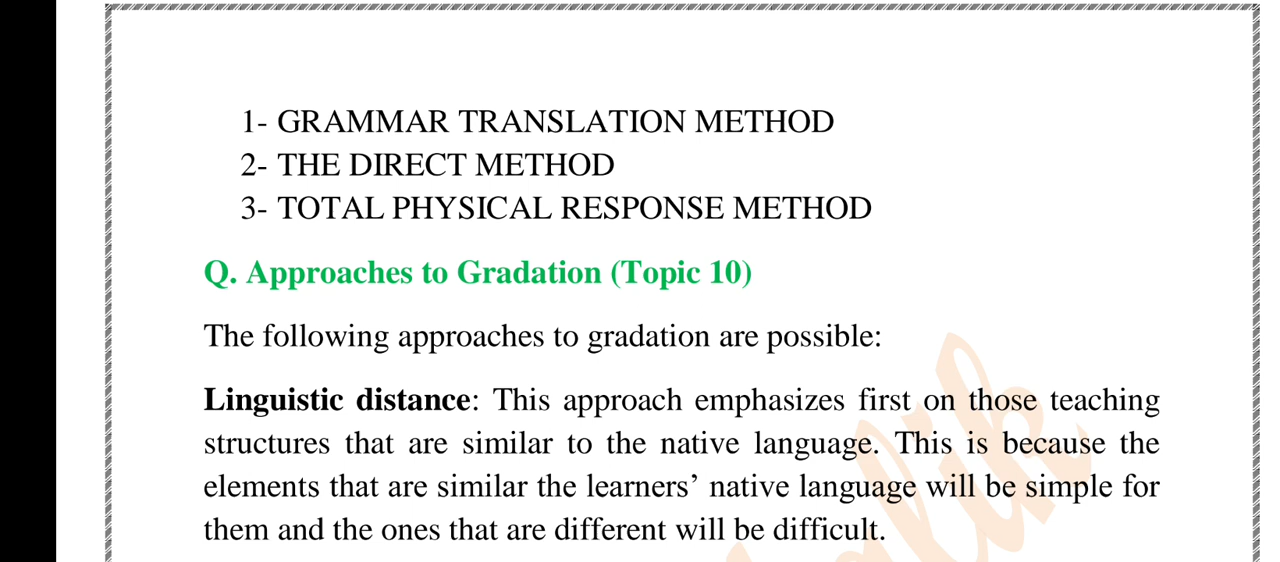 1- GRAMMAR TRANSLATION METHOD
2- THE DIRECT METHOD
3- TOTAL PHYSICAL RESPONSE METHOD
Q. Approaches to Gradation (Topic 10)
The following approaches to gradation are possible:
Linguistic distance: This approach emphasizes first on those teaching
structures that are similar to the native language. This is because the
elements that are similar the learners’ native language will be simple for
them and the ones that are different will be difficult.